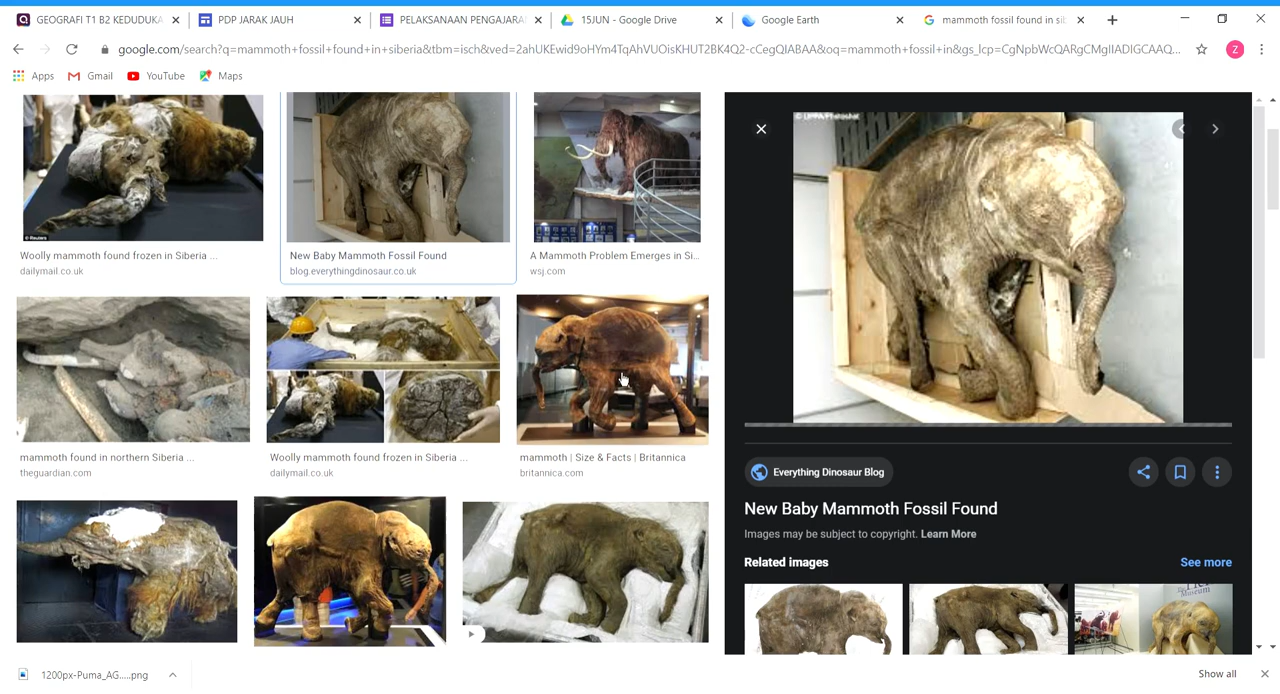 GEOGRAFI T1 B2 KEDUDUKA
PDP JARAK JAUH
PELAKSANAAN PENGAJARA
15JUN - Google Drive
Google Earth
mammoth fossil found in sib
google.com/search?q=mammoth+fossil+found+in+siberia&tbm=isch&ved=2ahUKEwid9oHYm4TqAhVUOisKHUT2BK4Q2-cCegQIABAA&oq=mammoth+fossil+in&gs_lcp=CgNpbWcQARgCMgIIADIGCAAQ...
Z
Apps
Gmail
YouTube
Maps
Woolly mammoth found frozen in Siberia ...
dailymail.co.uk
New Baby Mammoth Fossil Found
blog.everythingdinosaur.co.uk
A Mammoth Problem Emerges in Si...
wsj.com
mammoth found in northern Siberia ...
theguardian.com
Woolly mammoth found frozen in Siberia ...
dailymail.co.uk
mammoth | Size & Facts | Britannica
britannica.com
Everything Dinosaur Blog
New Baby Mammoth Fossil Found
Images may be subject to copyright. Learn More
Related images
See more
Museum
1200px-Puma_AG.....png
Show all